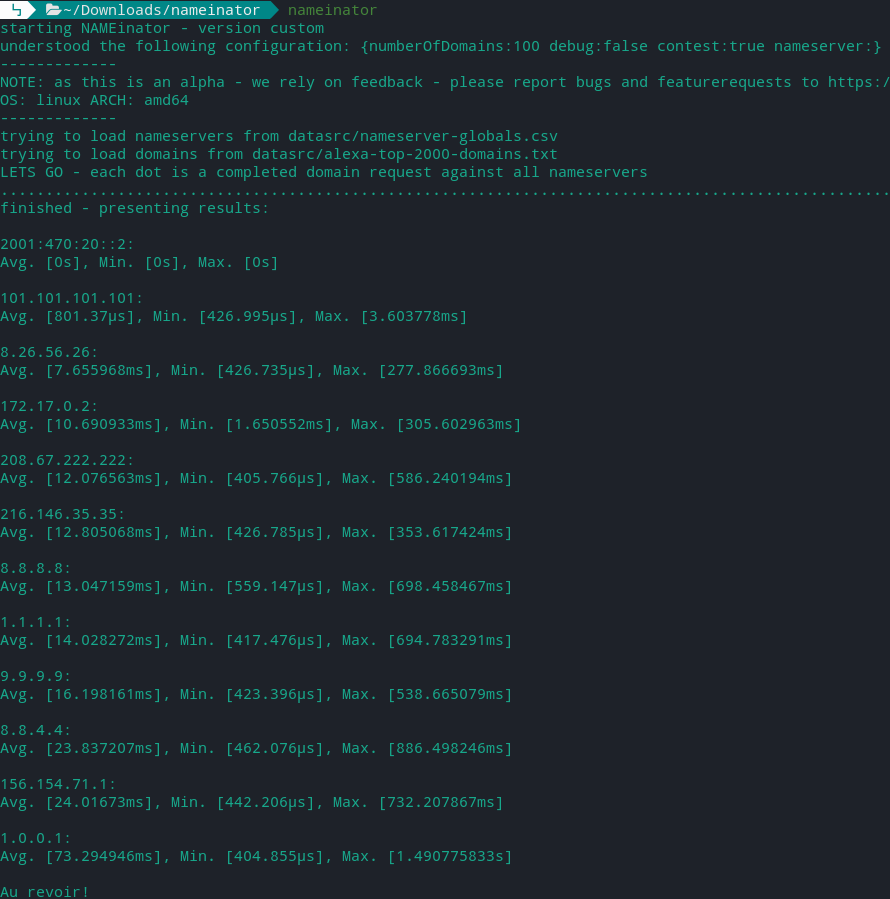 ~/Downloads/nameinator nameinator
starting NAMEinator - version custom
understood the following configuration: {numberOfDomains:100 debug:false contest:true nameserver:}
-------------
NOTE: as this is an alpha - we rely on feedback - please report bugs and featurerequests to https:/
OS: linux ARCH: amd64
-------------
trying to load nameservers from datasrc/nameserver-globals.csv
trying to load domains from datasrc/alexa-top-2000-domains.txt
LETS GO - each dot is a completed domain request against all nameservers
...................................................................................................
finished - presenting results:

2001:470:20::2:
Avg. [0s], Min. [0s], Max. [0s]

101.101.101.101:
Avg. [801.37µs], Min. [426.995µs], Max. [3.603778ms]

8.26.56.26:
Avg. [7.655968ms], Min. [426.735µs], Max. [277.866693ms]

172.17.0.2:
Avg. [10.690933ms], Min. [1.650552ms], Max. [305.602963ms]

208.67.222.222:
Avg. [12.076563ms], Min. [405.766µs], Max. [586.240194ms]

216.146.35.35:
Avg. [12.805068ms], Min. [426.785µs], Max. [353.617424ms]

8.8.8.8:
Avg. [13.047159ms], Min. [559.147µs], Max. [698.458467ms]

1.1.1.1:
Avg. [14.028272ms], Min. [417.476µs], Max. [694.783291ms]

9.9.9.9:
Avg. [16.198161ms], Min. [423.396µs], Max. [538.665079ms]

8.8.4.4:
Avg. [23.837207ms], Min. [462.076µs], Max. [886.498246ms]

156.154.71.1:
Avg. [24.01673ms], Min. [442.206µs], Max. [732.207867ms]

1.0.0.1:
Avg. [73.294946ms], Min. [404.855µs], Max. [1.490775833s]

Au revoir!